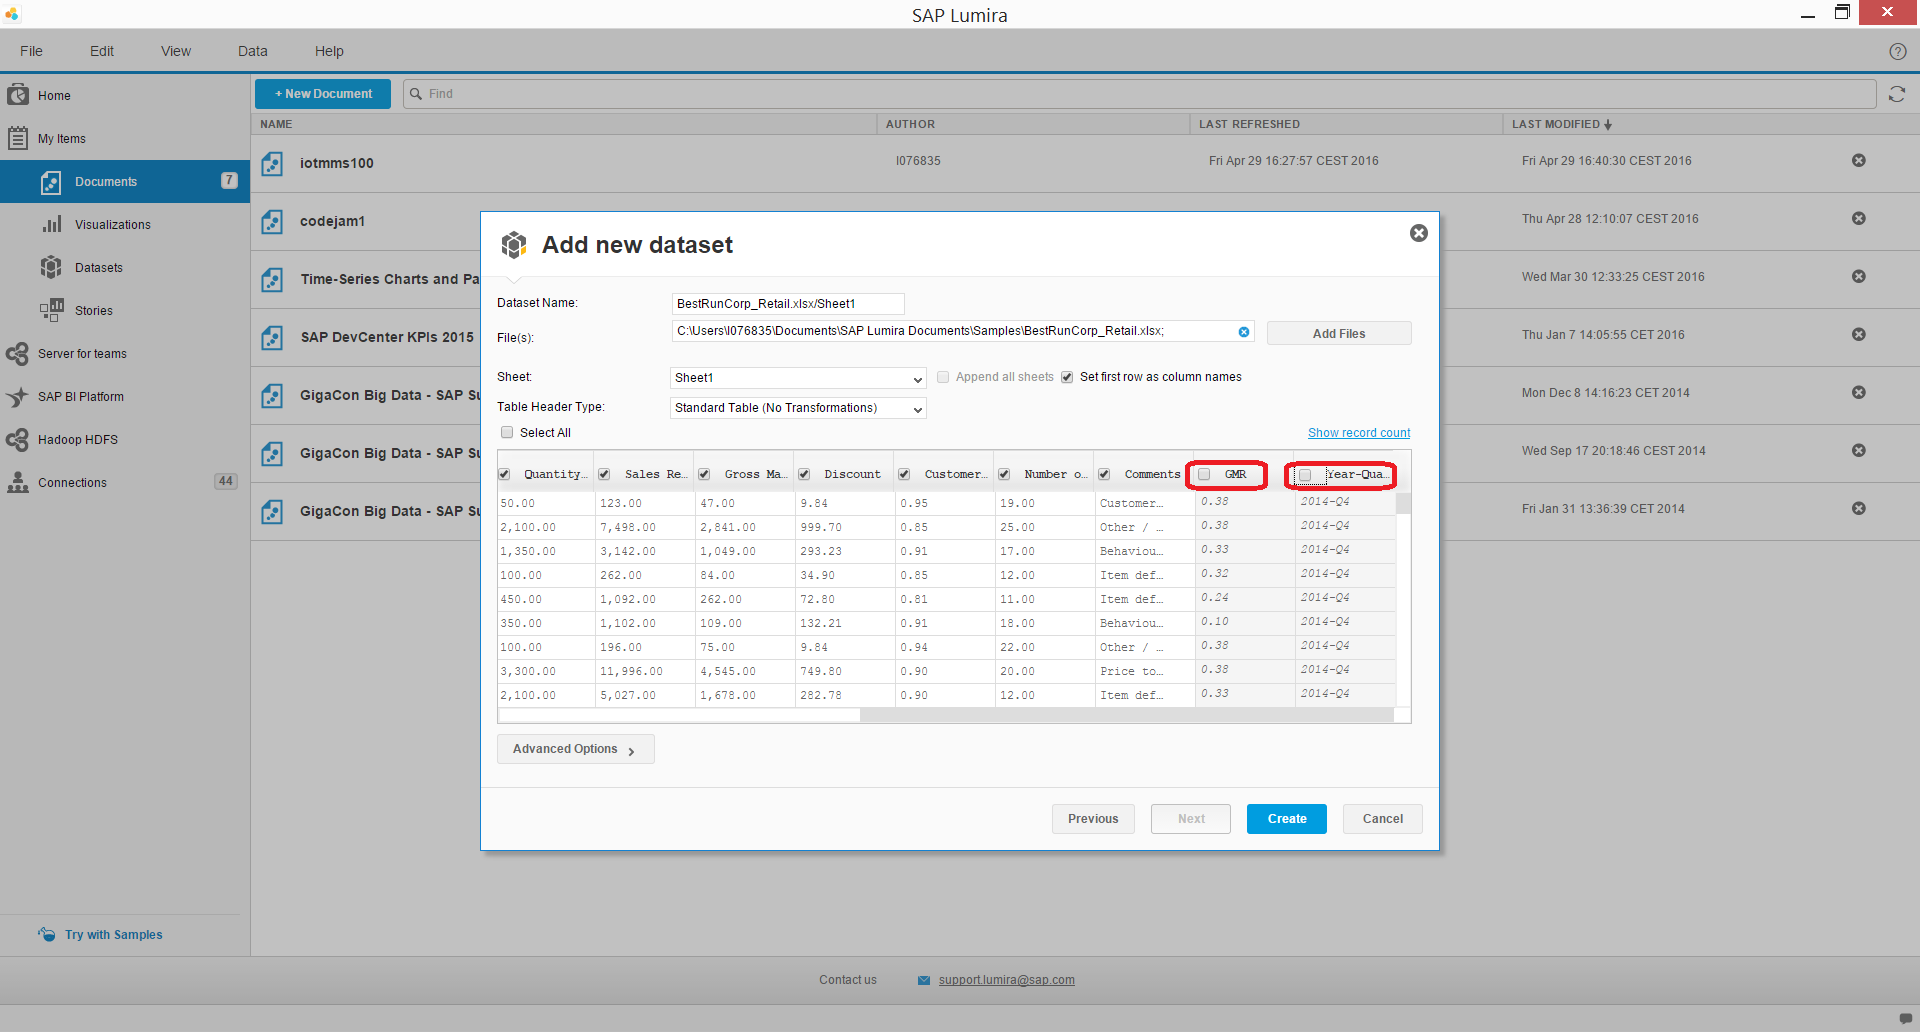 SAP Lumira
File Edit View Data Help
Home
My Items
Documents 7
Visualizations
Datasets
Stories
Server for teams
SAP BI Platform
Hadoop HDFS
Connections 44
Try with Samples
+ New Document Find
NAME AUTHOR LAST REFRESHED LAST MODIFIED
iotmms100 I076835 Fri Apr 29 16:27:57 CEST 2016 Fri Apr 29 16:40:30 CEST 2016
codejam1 Thu Apr 28 12:10:07 CEST 2016
Time-Series Charts and Pa Wed Mar 30 12:33:25 CEST 2016
SAP DevCenter KPIs 2015 Thu Jan 7 14:05:55 CET 2016
GigaCon Big Data - SAP Su Mon Dec 8 14:16:23 CET 2014
GigaCon Big Data - SAP Su Wed Sep 17 20:18:46 CEST 2014
GigaCon Big Data - SAP Su Fri Jan 31 13:36:39 CET 2014
Add new dataset
Dataset Name: BestRunCorp_Retail.xlsx/Sheet1
File(s): C:\Users\I076835\Documents\SAP Lumira Documents\Samples\BestRunCorp_Retail.xlsx; Add Files
Sheet: Sheet1 Append all sheets Set first row as column names
Table Header Type: Standard Table (No Transformations)
Select All Show record count
Quantity... Sales Re... Gross Ma... Discount Customer... Number o... Comments GMR Year-Qua...
50.00 123.00 47.00 9.84 0.95 19.00 Customer... 0.38 2014-Q4
2,100.00 7,498.00 2,841.00 999.70 0.85 25.00 Other / ... 0.38 2014-Q4
1,350.00 3,142.00 1,049.00 293.23 0.91 17.00 Behaviou... 0.33 2014-Q4
100.00 262.00 84.00 34.90 0.85 12.00 Item def... 0.32 2014-Q4
450.00 1,092.00 262.00 72.80 0.81 11.00 Item def... 0.24 2014-Q4
350.00 1,102.00 109.00 132.21 0.91 18.00 Behaviou... 0.10 2014-Q4
100.00 196.00 75.00 9.84 0.94 22.00 Other / ... 0.38 2014-Q4
3,300.00 11,996.00 4,545.00 749.80 0.90 20.00 Price to... 0.38 2014-Q4
2,100.00 5,027.00 1,678.00 282.78 0.90 12.00 Item def... 0.33 2014-Q4
Advanced Options
Previous Next Create Cancel
Contact us support.lumira@sap.com